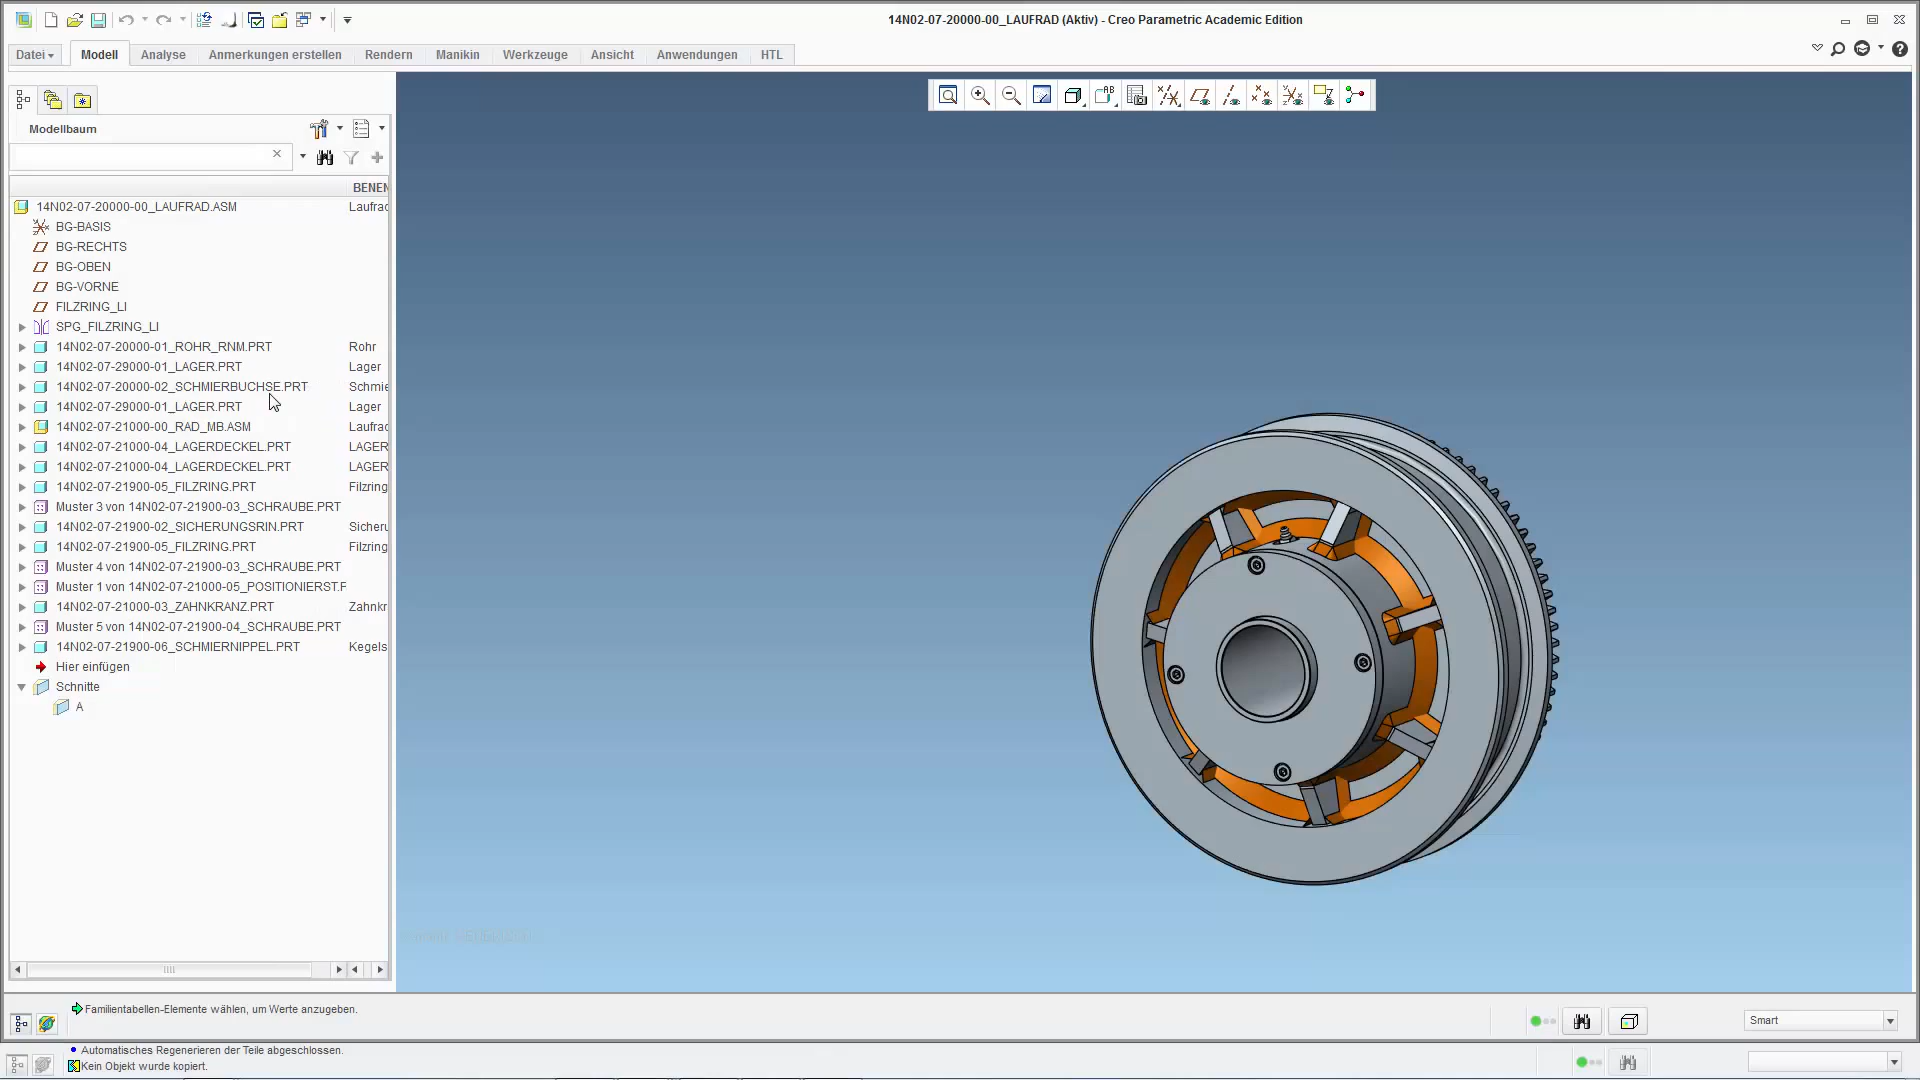 14N02-07-20000-00_LAUFRAD (Aktiv) - Creo Parametric Academic Edition
Datei Modell Analyse Anmerkungen erstellen Rendern Manikin Werkzeuge Ansicht Anwendungen HTL
Modellbaum
BENEN
14N02-07-20000-00_LAUFRAD.ASM Laufrad
BG-BASIS
BG-RECHTS
BG-OBEN
BG-VORNE
FILZRING_LI
SPG_FILZRING_LI
14N02-07-20000-01_ROHR_RNM.PRT Rohr
14N02-07-29000-01_LAGER.PRT Lager
14N02-07-20000-02_SCHMIERBUCHSE.PRT Schmie
14N02-07-29000-01_LAGER.PRT Lager
14N02-07-21000-00_RAD_MB.ASM Laufrad
14N02-07-21000-04_LAGERDECKEL.PRT LAGER
14N02-07-21000-04_LAGERDECKEL.PRT LAGER
14N02-07-21900-05_FILZRING.PRT Filzring
Muster 3 von 14N02-07-21900-03_SCHRAUBE.PRT
14N02-07-21900-02_SICHERUNGSRIN.PRT Sicheru
14N02-07-21900-05_FILZRING.PRT Filzring
Muster 4 von 14N02-07-21900-03_SCHRAUBE.PRT
Muster 1 von 14N02-07-21000-05_POSITIONIERST.F
14N02-07-21000-03_ZAHNKRANZ.PRT Zahnkr
Muster 5 von 14N02-07-21900-04_SCHRAUBE.PRT
14N02-07-21900-06_SCHMIERNIPPEL.PRT Kegels
Hier einfügen
Schnitte
A
Familientabellen-Elemente wählen, um Werte anzugeben.
Smart
Automatisches Regenerieren der Teile abgeschlossen.
Kein Objekt wurde kopiert.